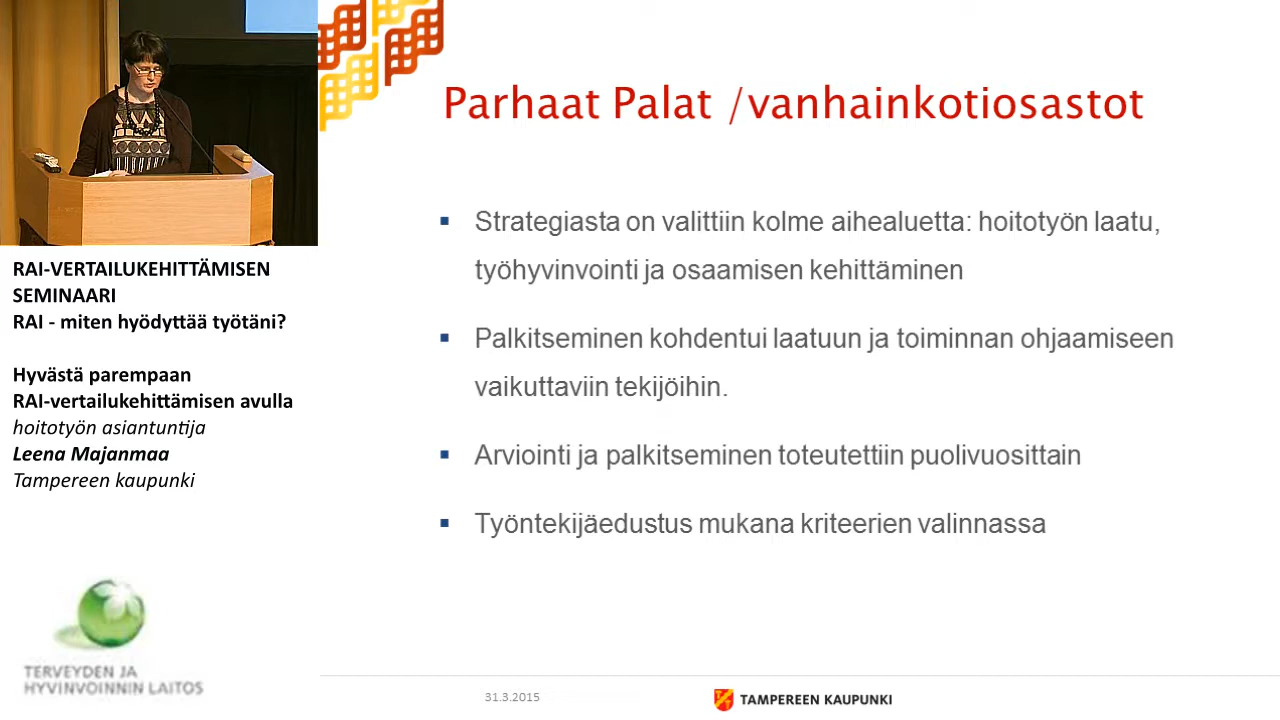 RAI-VERTAILUKEHITTÄMISEN
SEMINAARI
RAI - miten hyödyttää työtäni?
Hyvästä parempaan
RAI-vertailukehittämisen avulla
hoitotyön asiantuntija
Leena Majanmaa
Tampereen kaupunki
TERVEYDEN JA
HYVINVOINNIN LAITOS
Parhaat Palat /vanhainkotiosastot
▪ Strategiasta on valittiin kolme aihealuetta: hoitotyön laatu,
työhyvinvointi ja osaamisen kehittäminen
▪ Palkitseminen kohdentui laatuun ja toiminnan ohjaamiseen
vaikuttaviin tekijöihin.
▪ Arviointi ja palkitseminen toteutettiin puolivuosittain
▪ Työntekijäedustus mukana kriteerien valinnassa
31.3.2015
TAMPEREEN KAUPUNKI